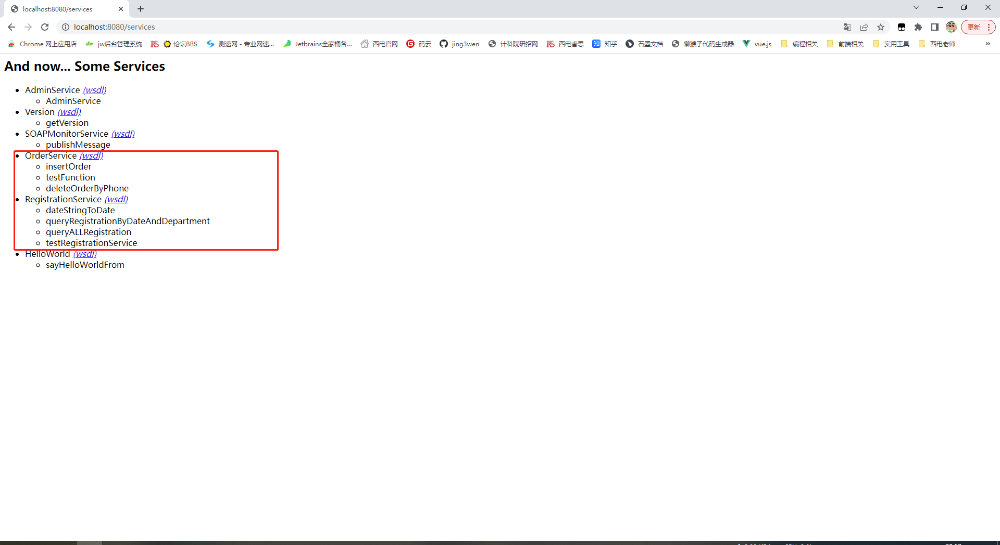 localhost:8080/services
localhost:8080/services
更新
Chrome 网上应用店 jw后台管理系统 论坛BBS 测速网 - 专业网速... Jetbrains全家桶各... 西电官网 码云 jing3wen 计科院研招网 西电睿思 知 知乎 石墨文档 懒猴子代码生成器 vue.js 编程相关 前端相关 实用工具 西电老师 »
And now... Some Services
AdminService (wsdl)
AdminService
Version (wsdl)
getVersion
SOAPMonitorService (wsdl)
publishMessage
OrderService (wsdl)
insertOrder
testFunction
deleteOrderByPhone
RegistrationService (wsdl)
dateStringToDate
queryRegistrationByDateAndDepartment
queryALLRegistration
testRegistrationService
HelloWorld (wsdl)
sayHelloWorldFrom